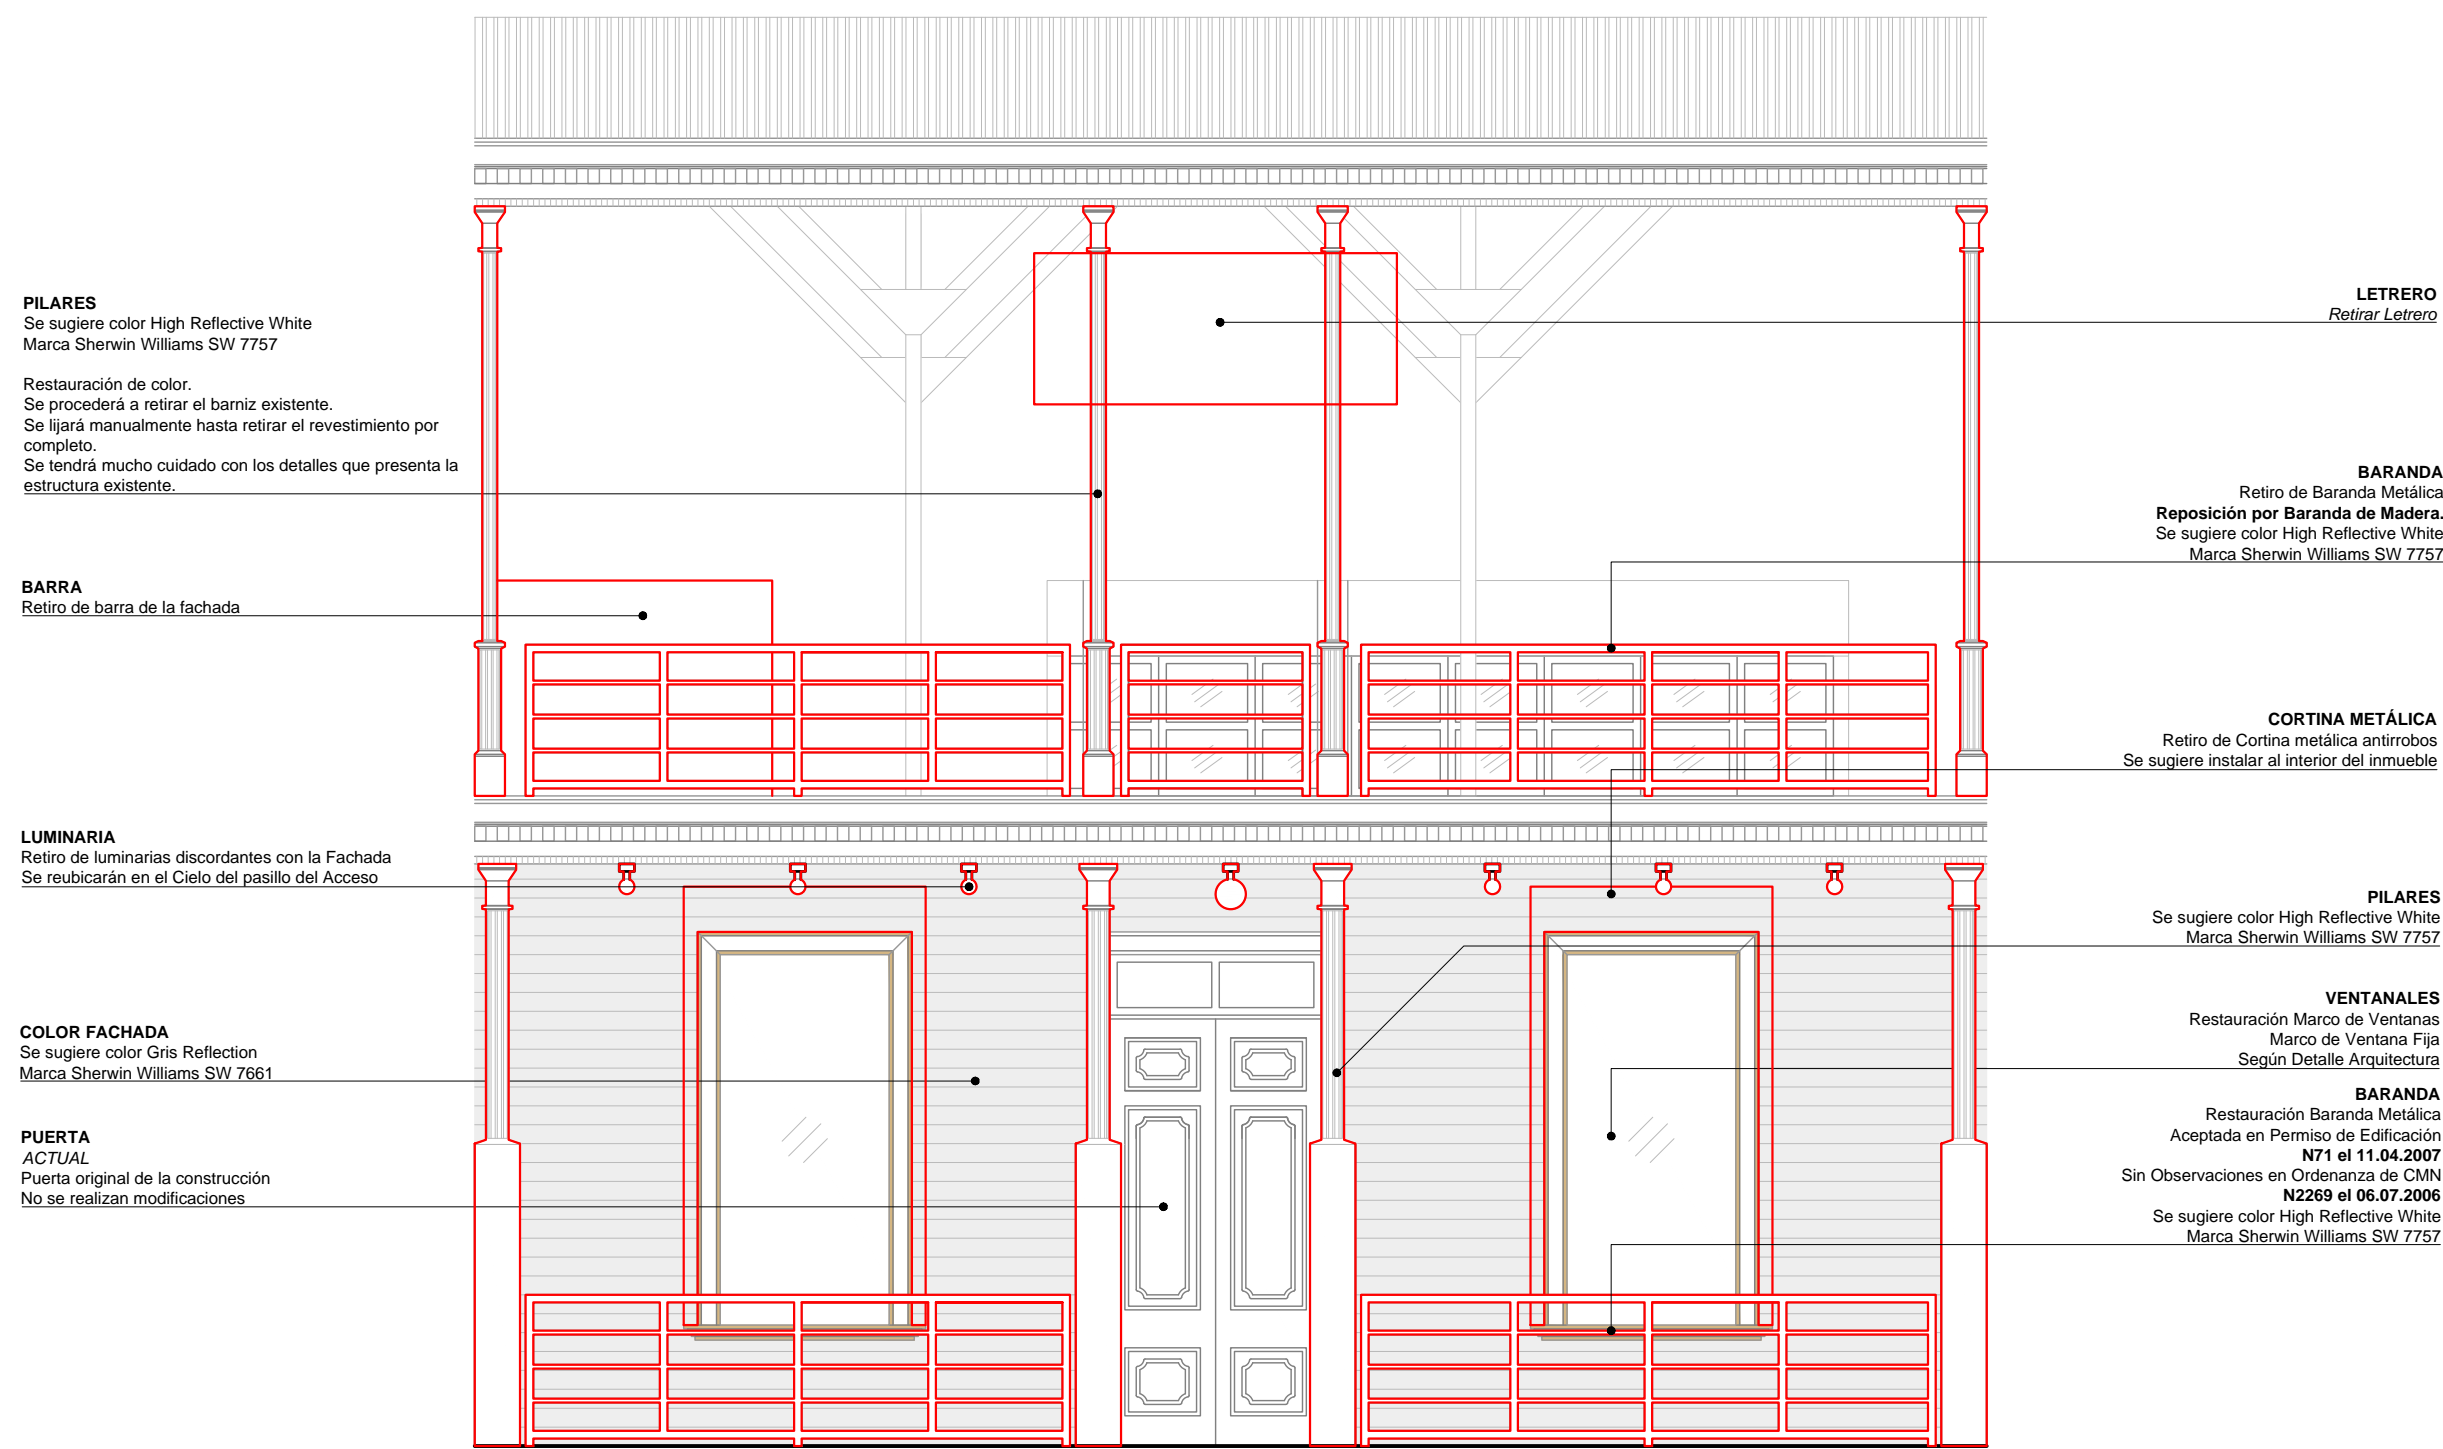 PILARES
Se sugiere color High Reflective White
Marca Sherwin Williams SW 7757
Restauración de color.
Se procederá a retirar el barniz existente.
Se lijará manualmente hasta retirar el revestimiento por
completo.
Se tendrá mucho cuidado con los detalles que presenta la
estructura existente.
BARRA
Retiro de barra de la fachada
LUMINARIA
Retiro de luminarias discordantes con la Fachada
Se reubicarán en el Cielo del pasillo del Acceso
COLOR FACHADA
Se sugiere color Gris Reflection
Marca Sherwin Williams SW 7661
PUERTA
ACTUAL
Puerta original de la construcción
No se realizan modificaciones
LETRERO
Retirar Letrero
BARANDA
Retiro de Baranda Metálica
Reposición por Baranda de Madera.
Se sugiere color High Reflective White
Marca Sherwin Williams SW 7757
CORTINA METÁLICA
Retiro de Cortina metálica antirrobos
Se sugiere instalar al interior del inmueble
PILARES
Se sugiere color High Reflective White
Marca Sherwin Williams SW 7757
VENTANALES
Restauración Marco de Ventanas
Marco de Ventana Fija
Según Detalle Arquitectura
BARANDA
Restauración Baranda Metálica
Aceptada en Permiso de Edificación
N71 el 11.04.2007
Sin Observaciones en Ordenanza de CMN
N2269 el 06.07.2006
Se sugiere color High Reflective White
Marca Sherwin Williams SW 7757